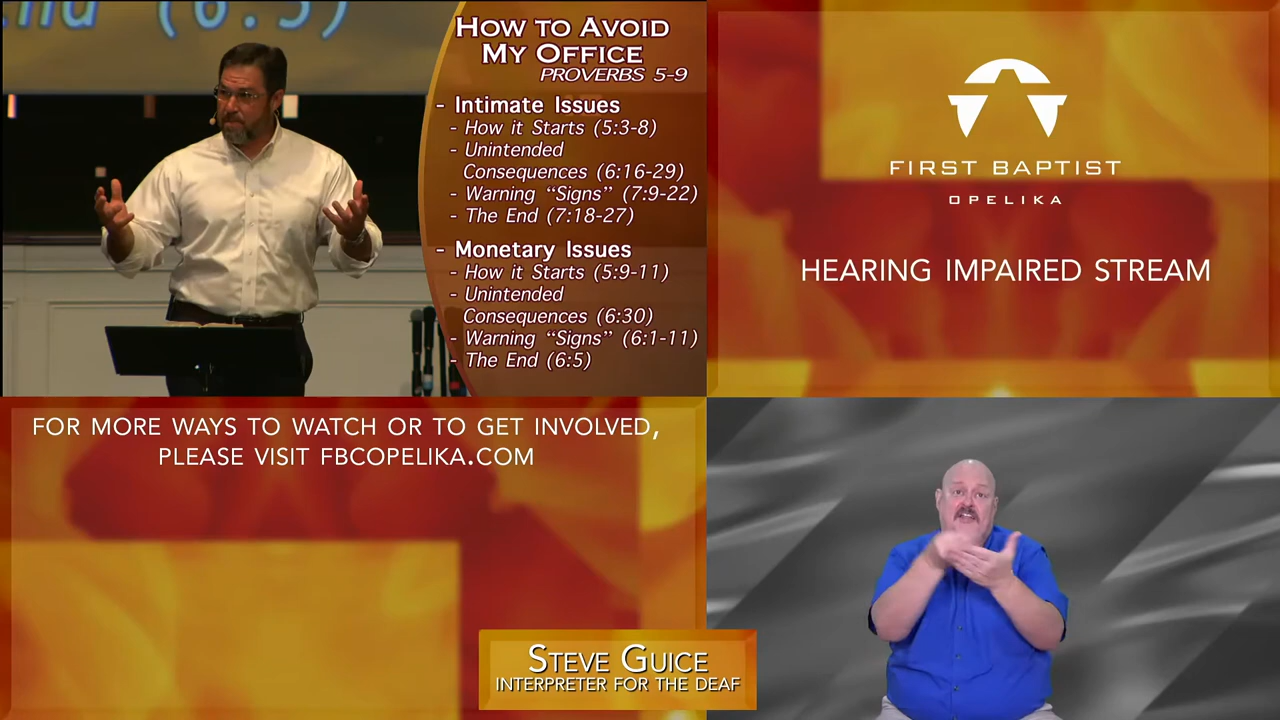 (6:5)
How to Avoid
My Office
PROVERBS 5-9
- Intimate Issues
- How it Starts (5:3-8)
- Unintended
Consequences (6:16-29)
- Warning “Signs” (7:9-22)
- The End (7:18-27)
- Monetary Issues
- How it Starts (5:9-11)
- Unintended
Consequences (6:30)
- Warning “Signs” (6:1-11)
- The End (6:5)
FIRST BAPTIST
OPELIKA
HEARING IMPAIRED STREAM
FOR MORE WAYS TO WATCH OR TO GET INVOLVED,
PLEASE VISIT FBCOPELIKA.COM
Steve Guice
INTERPRETER FOR THE DEAF